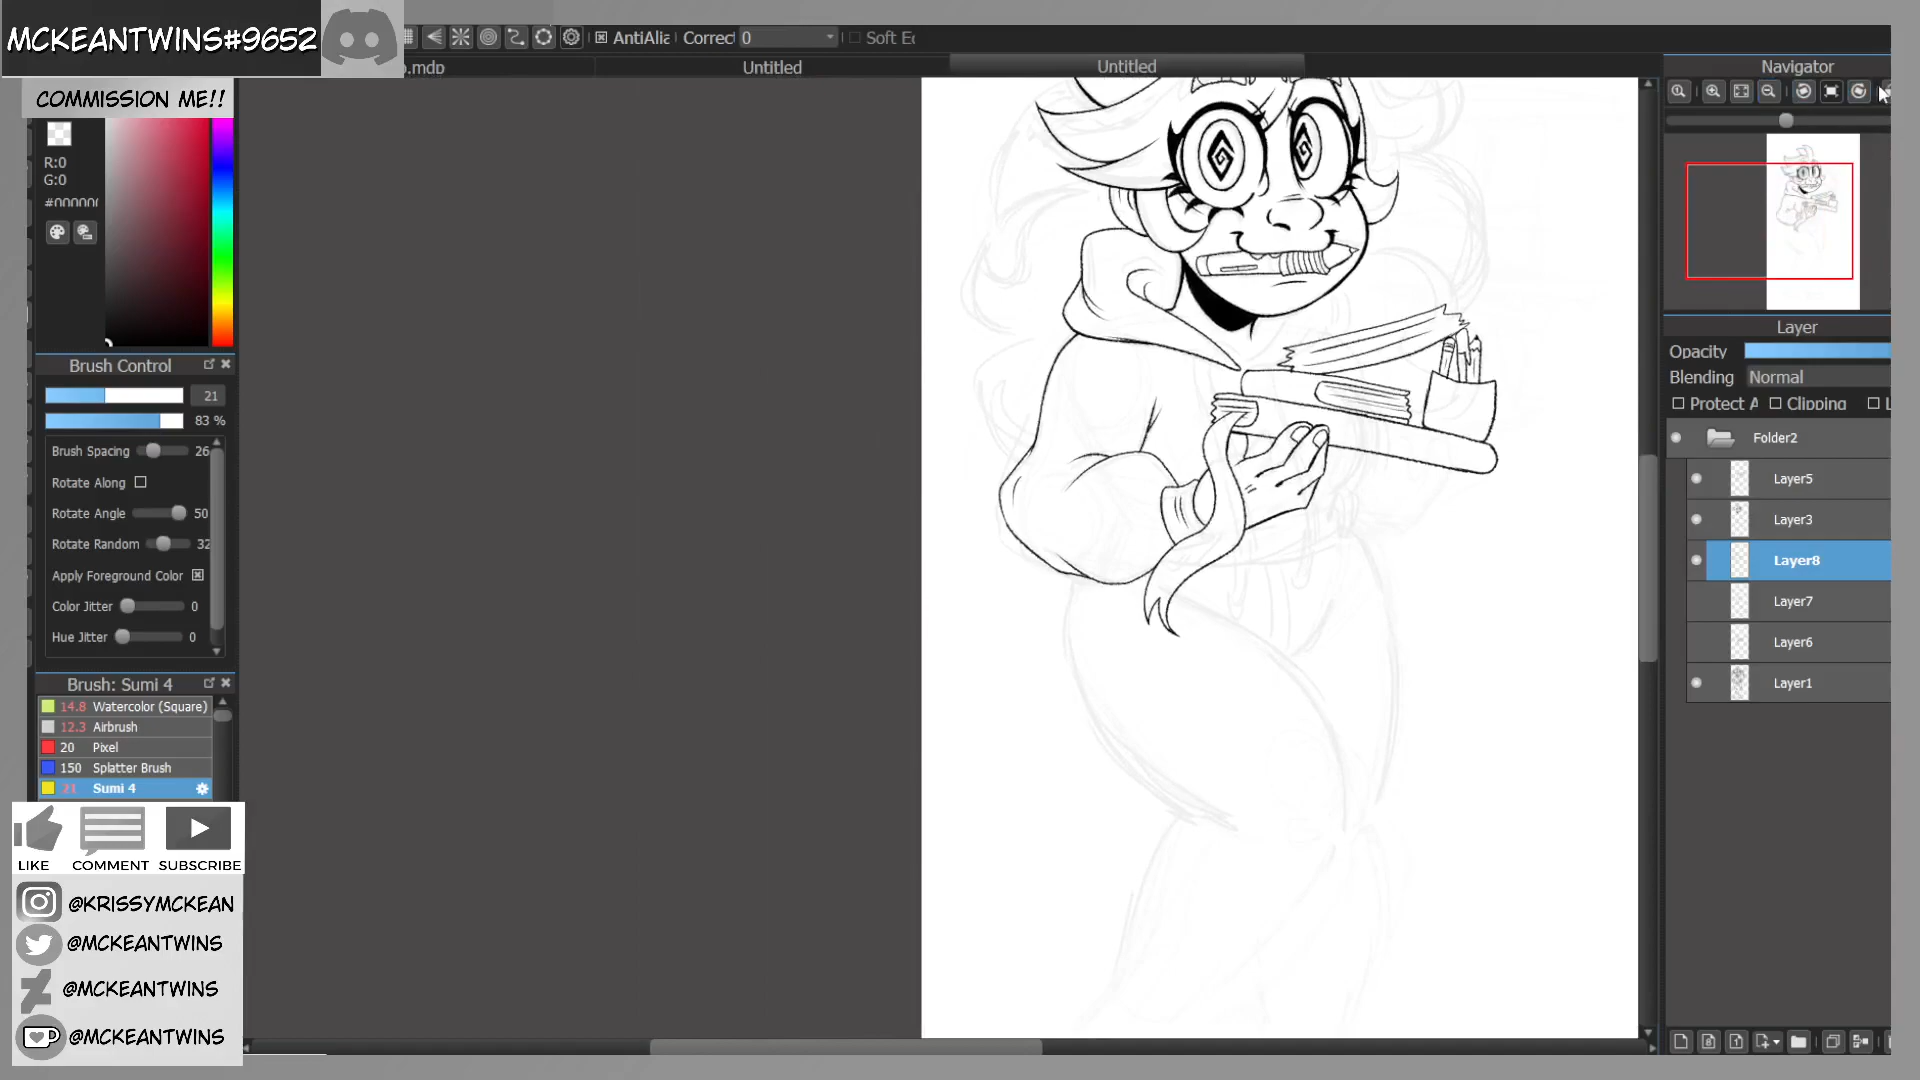 MCKEANTWINS#9652
AntiAlia
Correct
0
Soft Ec
.mdp
Untitled
Untitled
Navigator
COMMISSION ME!!
R:0
G:0
Layer
Opacity
Blending
Normal
Protect A
Clipping
Folder2
Layer5
Layer3
Layer8
Layer7
Layer6
Layer1
Brush Control
21
83 %
Brush Spacing
26
Rotate Along
Rotate Angle
50
Rotate Random
32
Apply Foreground Color
Color Jitter
0
Hue Jitter
0
Brush: Sumi 4
14.8 Watercolor (Square)
12.3 Airbrush
20 Pixel
150 Splatter Brush
21 Sumi 4
LIKE
COMMENT
SUBSCRIBE
@KRISSYMCKEAN
@MCKEANTWINS
@MCKEANTWINS
@MCKEANTWINS